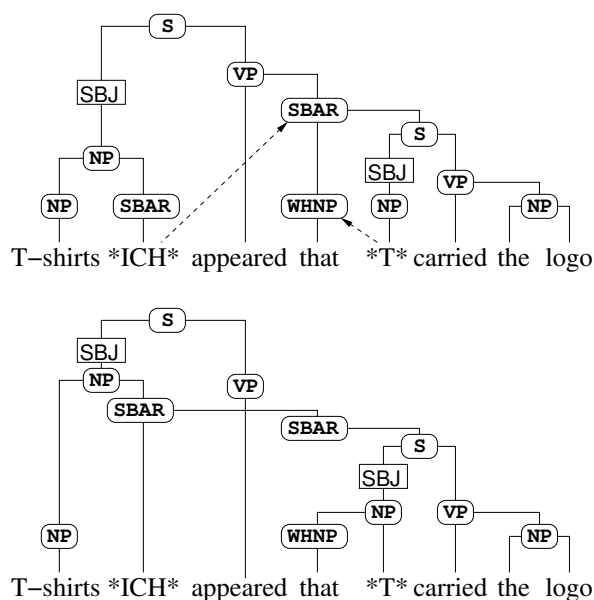 S
VP
SBJ
SBAR
S
NP
SBJ
VP
NP SBAR WHNP NP NP
T−shirts *ICH* appeared that *T* carried the logo
S
SBJ
NP VP
SBAR
SBAR
S
SBJ
NP VP
NP WHNP NP
T−shirts *ICH* appeared that *T* carried the logo